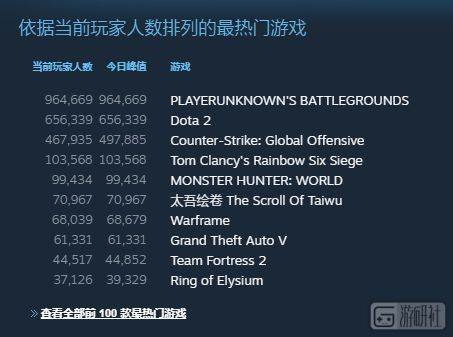 依据当前玩家人数排列的最热门游戏
当前玩家人数 今日峰值 游戏
964,669 964,669 PLAYERUNKNOWN'S BATTLEGROUNDS
656,339 656,339 Dota 2
467,935 497,885 Counter-Strike: Global Offensive
103,568 103,568 Tom Clancy's Rainbow Six Siege
99,434 99,434 MONSTER HUNTER: WORLD
70,967 70,967 太吾绘卷 The Scroll Of Taiwu
68,039 68,679 Warframe
61,331 61,331 Grand Theft Auto V
44,517 44,852 Team Fortress 2
37,126 39,329 Ring of Elysium
» 查看全部前 100 款最热门游戏
游研社